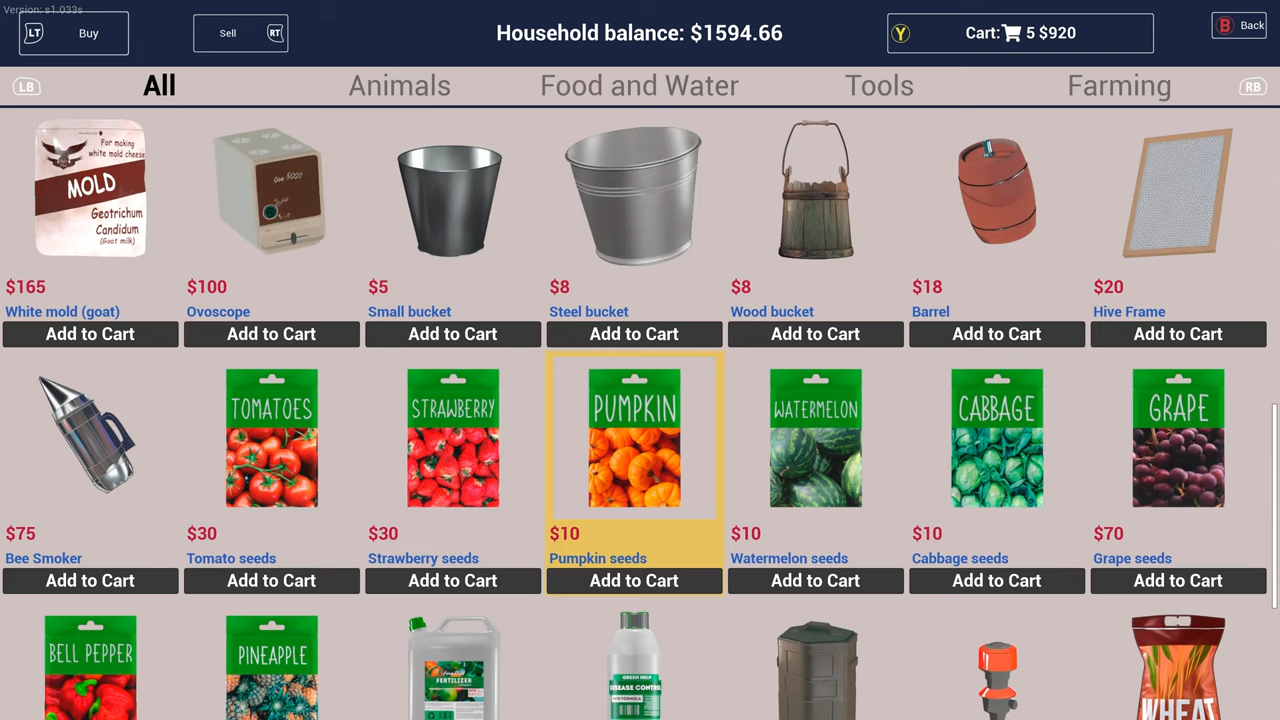 Version: s1.033s
LT
Buy
Sell
RT
Household balance: $1594.66
Y
Cart: 5 $920
B
Back
LB
All
Animals
Food and Water
Tools
Farming
RB
For making
white mold cheese
MOLD
Geotrichum
Candidum
(Goat milk)
$165
White mold (goat)
Add to Cart
$100
Ovoscope
Add to Cart
$5
Small bucket
Add to Cart
$8
Steel bucket
Add to Cart
$8
Wood bucket
Add to Cart
$18
Barrel
Add to Cart
$20
Hive Frame
Add to Cart
$75
Bee Smoker
Add to Cart
TOMATOES
$30
Tomato seeds
Add to Cart
STRAWBERRY
$30
Strawberry seeds
Add to Cart
PUMPKIN
$10
Pumpkin seeds
Add to Cart
WATERMELON
$10
Watermelon seeds
Add to Cart
CABBAGE
$10
Cabbage seeds
Add to Cart
GRAPE
$70
Grape seeds
Add to Cart
BELL PEPPER
PINEAPPLE
FERTILIZER
GREEN HELP
DISEASE CONTROL
WHEAT